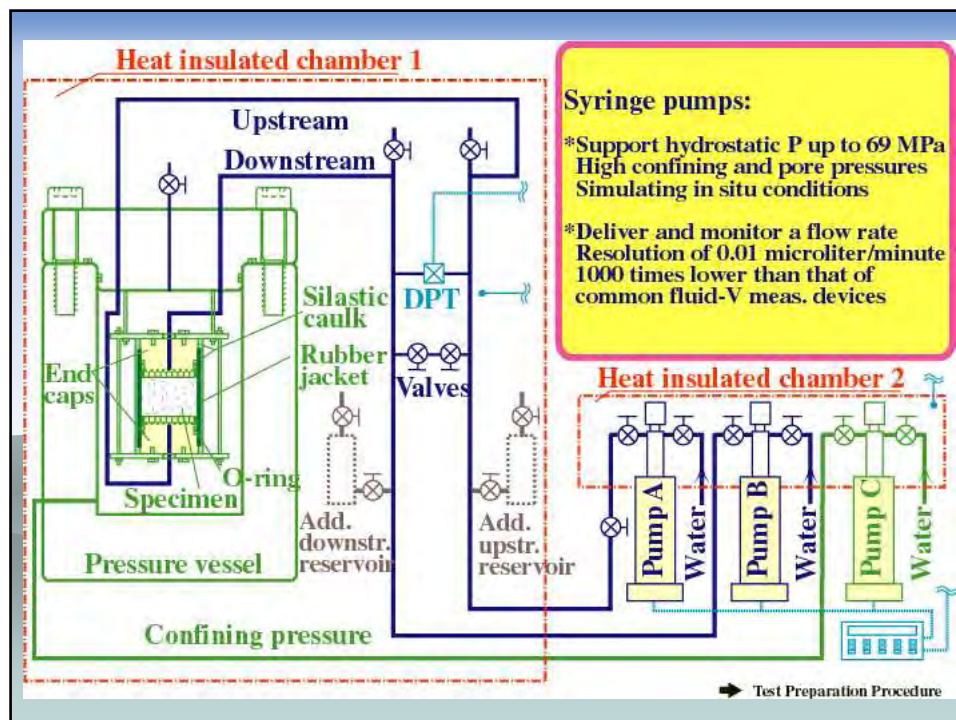 Heat insulated chamber 1
Upstream
Downstream
Syringe pumps:
*Support hydrostatic P up to 69 MPa
High confining and pore pressures
Simulating in situ conditions
*Deliver and monitor a flow rate
Resolution of 0.01 microliter/minute
1000 times lower than that of
common fluid-V meas. devices
DPT
Silastic
caulk
Rubber
jacket
Valves
End
caps
O-ring
Specimen
Add.
downstr.
reservoir
Add.
upstr.
reservoir
Pressure vessel
Confining pressure
Heat insulated chamber 2
Pump A
Water
Pump B
Water
Pump C
Water
Test Preparation Procedure